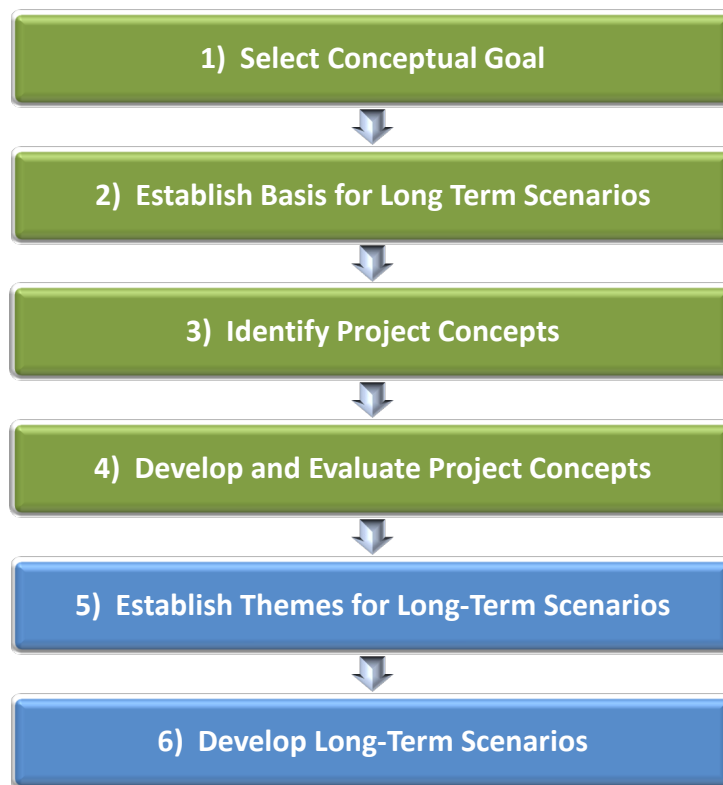 1) Select Conceptual Goal
2) Establish Basis for Long Term Scenarios
3) Identify Project Concepts
4) Develop and Evaluate Project Concepts
5) Establish Themes for Long-Term Scenarios
6) Develop Long-Term Scenarios